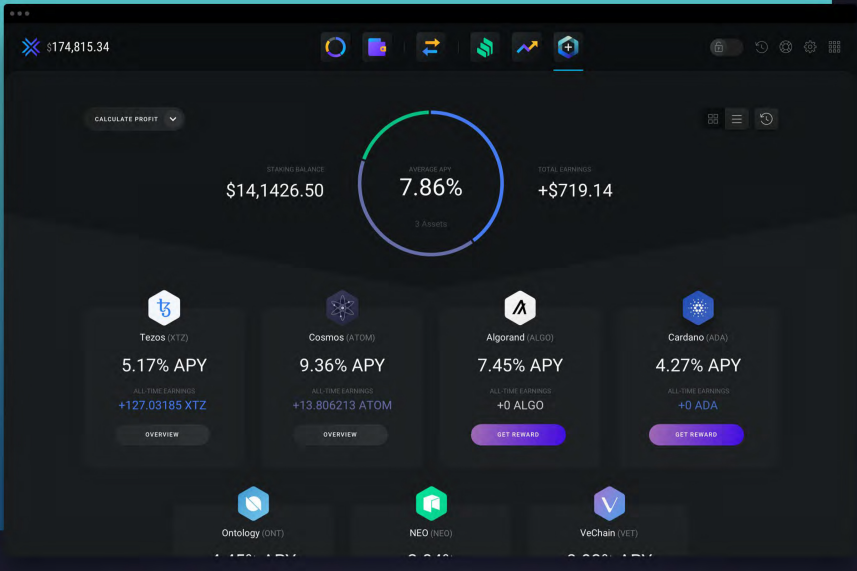 $174,815.34
CALCULATE PROFIT
STAKING BALANCE
$14,1426.50
AVERAGE APY
7.86%
3 Assets
TOTAL EARNINGS
+$719.14
Tezos (XTZ)
5.17% APY
ALL-TIME EARNINGS
+127.03185 XTZ
OVERVIEW
Cosmos (ATOM)
9.36% APY
ALL-TIME EARNINGS
+13.806213 ATOM
OVERVIEW
Algorand (ALGO)
7.45% APY
ALL-TIME EARNINGS
+0 ALGO
GET REWARD
Cardano (ADA)
4.27% APY
ALL-TIME EARNINGS
+0 ADA
GET REWARD
Ontology (ONT)
NEO (NEO)
VeChain (VET)